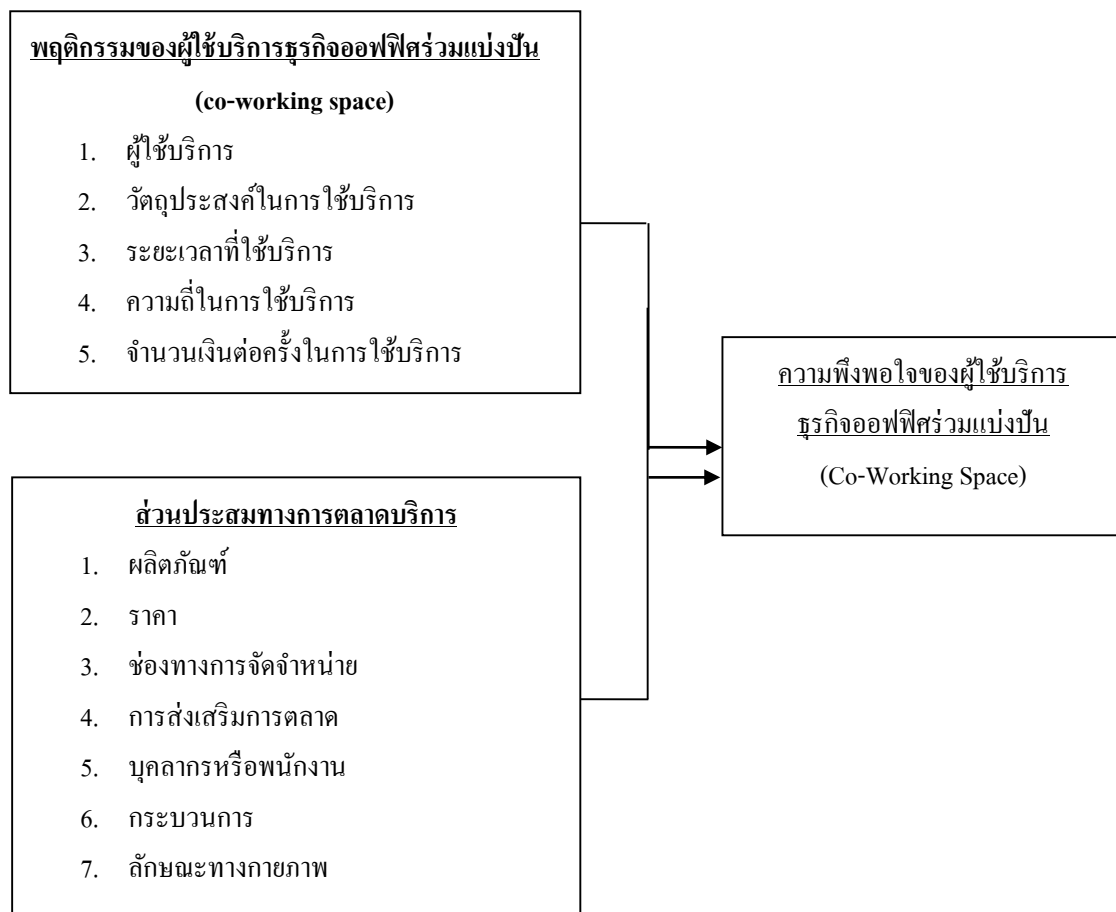 พฤติกรรมของผู้ใช้บริการธุรกิจออฟฟิศร่วมแบ่งปัน
(co-working space)
1. ผู้ใช้บริการ
2. วัตถุประสงค์ในการใช้บริการ
3. ระยะเวลาที่ใช้บริการ
4. ความถี่ในการใช้บริการ
5. จำนวนเงินต่อครั้งในการใช้บริการ
ส่วนประสมทางการตลาดบริการ
1. ผลิตภัณฑ์
2. ราคา
3. ช่องทางการจัดจำหน่าย
4. การส่งเสริมการตลาด
5. บุคลากรหรือพนักงาน
6. กระบวนการ
7. ลักษณะทางกายภาพ
ความพึงพอใจของผู้ใช้บริการ
ธุรกิจออฟฟิศร่วมแบ่งปัน
(Co-Working Space)